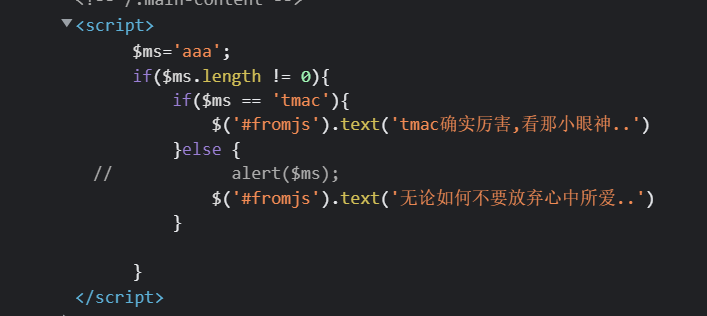 <!-- /.main-content -->
<script>
$ms='aaa';
if($ms.length != 0){
if($ms == 'tmac'){
$('#fromjs').text('tmac确实厉害,看那小眼神..')
}else {
// alert($ms);
$('#fromjs').text('无论如何不要放弃心中所爱..')
}
}
</script>